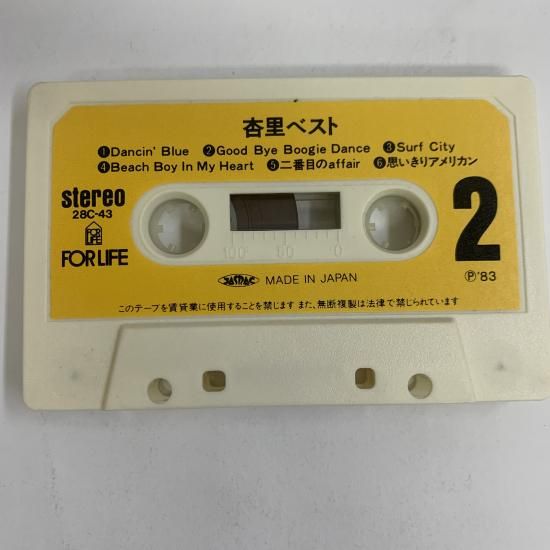 杏里ベスト
❶Dancin' Blue ❷Good Bye Boogie Dance ❸Surf City
❹Beach Boy In My Heart ❺二番目のaffair ❻思いきりアメリカン
stereo
28C-43
FOR LIFE
FOR LIFE
2
100 50 0
JASRAC MADE IN JAPAN
Ⓟ'83
このテープを賃貸業に使用することを禁じます また、無断複製は法律で禁じられています